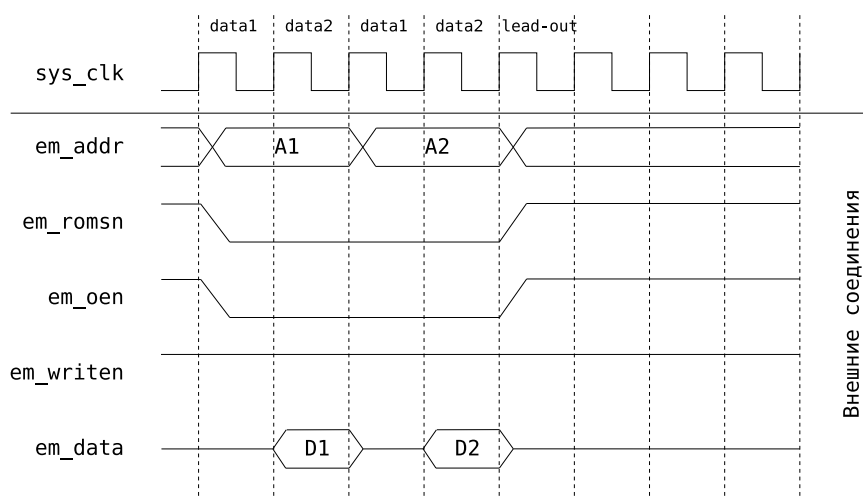 data1 data2 data1 data2 lead-out
sys_clk
em_addr A1 A2
em_romsn
em_oen
em_writen
em_data D1 D2
Внешние соединения